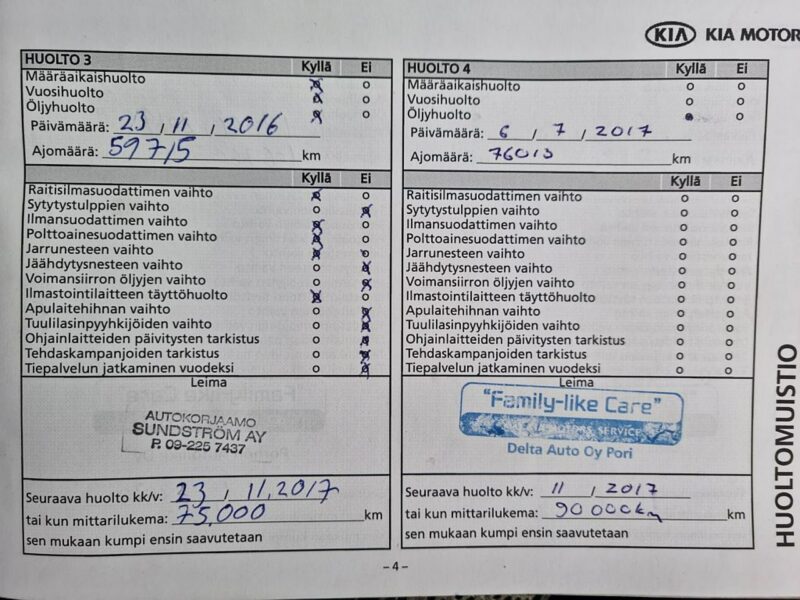 KIA KIA MOTOR
HUOLTO 3
Kyllä Ei
Määräaikaishuolto
Vuosihuolto
Öljyhuolto
Päivämäärä: 23 / 11 / 2016
Ajomäärä: 59715 km
Kyllä Ei
Raitisilmasuodattimen vaihto
Sytytystulppien vaihto
Ilmansuodattimen vaihto
Polttoainesuodattimen vaihto
Jarrunesteen vaihto
Jäähdytysnesteen vaihto
Voimansiirron öljyjen vaihto
Ilmastointilaitteen täyttöhuolto
Apulaitehihnan vaihto
Tuulilasinpyyhkijöiden vaihto
Ohjainlaitteiden päivitysten tarkistus
Tehdaskampanjoiden tarkistus
Tiepalvelun jatkaminen vuodeksi
Leima
AUTOKORJAAMO
SUNDSTRÖM AY
P. 09-225 7437
Seuraava huolto kk/v: 23 / 11.2017
tai kun mittarilukema: 75.000 km
sen mukaan kumpi ensin saavutetaan
HUOLTO 4
Kyllä Ei
Määräaikaishuolto
Vuosihuolto
Öljyhuolto
Päivämäärä: 6 / 7 / 2017
Ajomäärä: 76013 km
Kyllä Ei
Raitisilmasuodattimen vaihto
Sytytystulppien vaihto
Ilmansuodattimen vaihto
Polttoainesuodattimen vaihto
Jarrunesteen vaihto
Jäähdytysnesteen vaihto
Voimansiirron öljyjen vaihto
Ilmastointilaitteen täyttöhuolto
Apulaitehihnan vaihto
Tuulilasinpyyhkijöiden vaihto
Ohjainlaitteiden päivitysten tarkistus
Tehdaskampanjoiden tarkistus
Tiepalvelun jatkaminen vuodeksi
Leima
"Family-like Care"
MOTORS SERVICE
Delta Auto Oy Pori
Seuraava huolto kk/v: 11 / 2017
tai kun mittarilukema: 90 000km km
sen mukaan kumpi ensin saavutetaan
HUOLTOMUISTIO
– 4 –